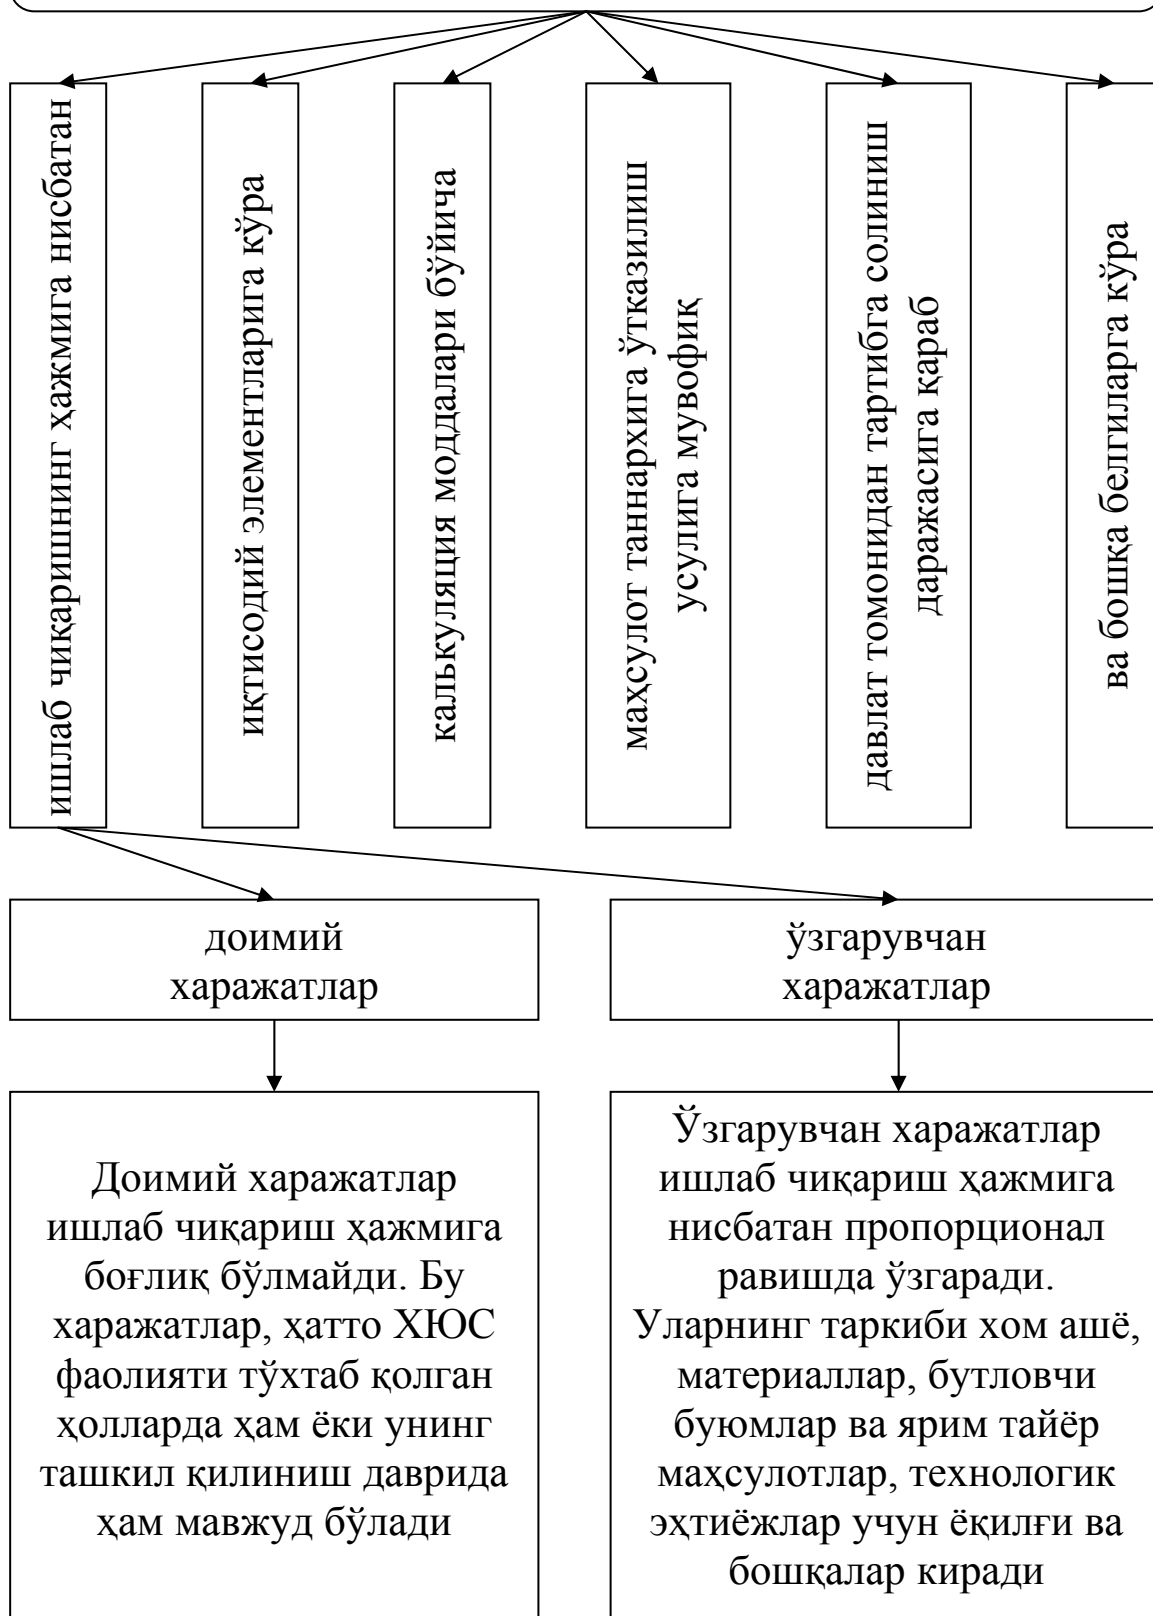 ишлаб чиқаришнинг ҳажмига нисбатан
иқтисодий элементларига кўра
калькуляция моддалари бўйича
маҳсулот таннархига ўтказилиш
усулига мувофиқ
давлат томонидан тартибга солиниш
даражасига қараб
ва бошқа белгиларга кўра
доимий
харажатлар
ўзгарувчан
харажатлар
Доимий харажатлар
ишлаб чиқариш ҳажмига
боғлиқ бўлмайди. Бу
харажатлар, ҳатто ХЮС
фаолияти тўхтаб қолган
ҳолларда ҳам ёки унинг
ташкил қилиниш даврида
ҳам мавжуд бўлади
Ўзгарувчан харажатлар
ишлаб чиқариш ҳажмига
нисбатан пропорционал
равишда ўзгаради.
Уларнинг таркиби хом ашё,
материаллар, бутловчи
буюмлар ва ярим тайёр
маҳсулотлар, технологик
эҳтиёжлар учун ёқилғи ва
бошқалар киради